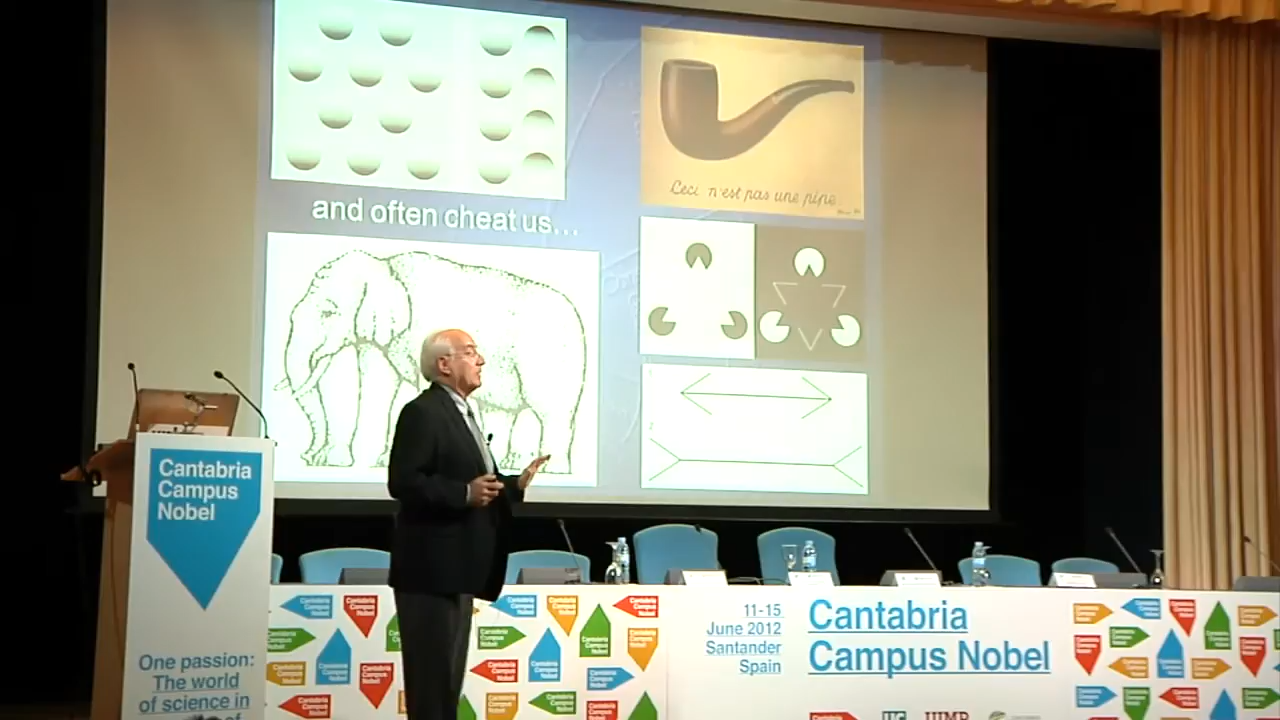 Ceci n'est pas une pipe.
and often cheat us...
Cantabria
Campus
Nobel
One passion:
The world
of science in
11-15
June 2012
Santander
Spain
Cantabria
Campus Nobel
UIMP